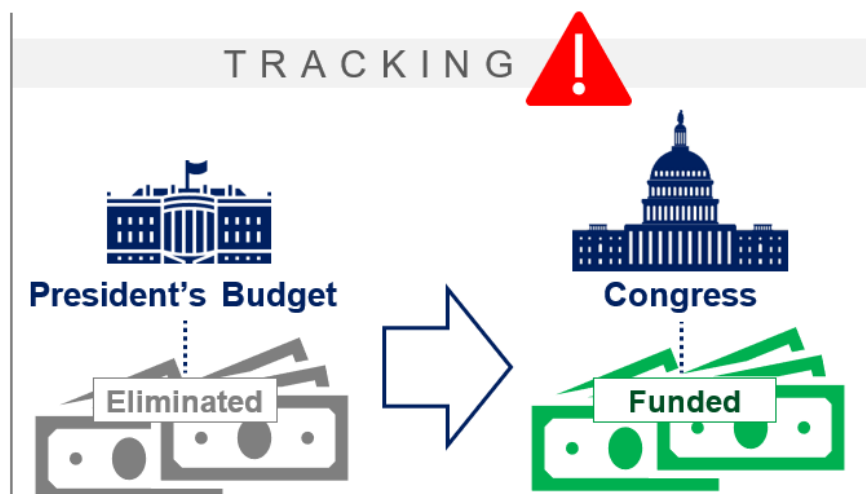 TRACKING
President's Budget
Congress
Eliminated
Funded